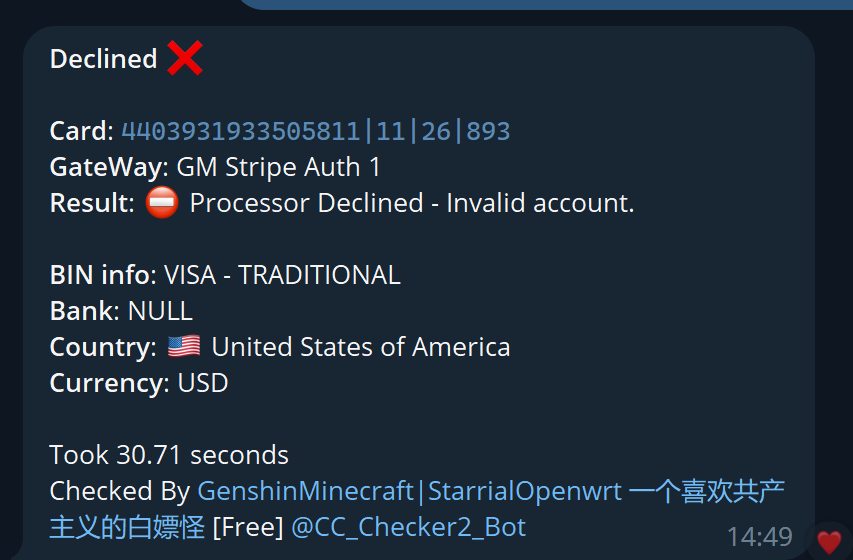 Declined ❌
Card: 4403931933505811|11|26|893
GateWay: GM Stripe Auth 1
Result: ⛔ Processor Declined - Invalid account.
BIN info: VISA - TRADITIONAL
Bank: NULL
Country: 🇺🇸 United States of America
Currency: USD
Took 30.71 seconds
Checked By GenshinMinecraft|StarrialOpenwrt 一个喜欢共产
主义的白嫖怪 [Free] @CC_Checker2_Bot
14:49